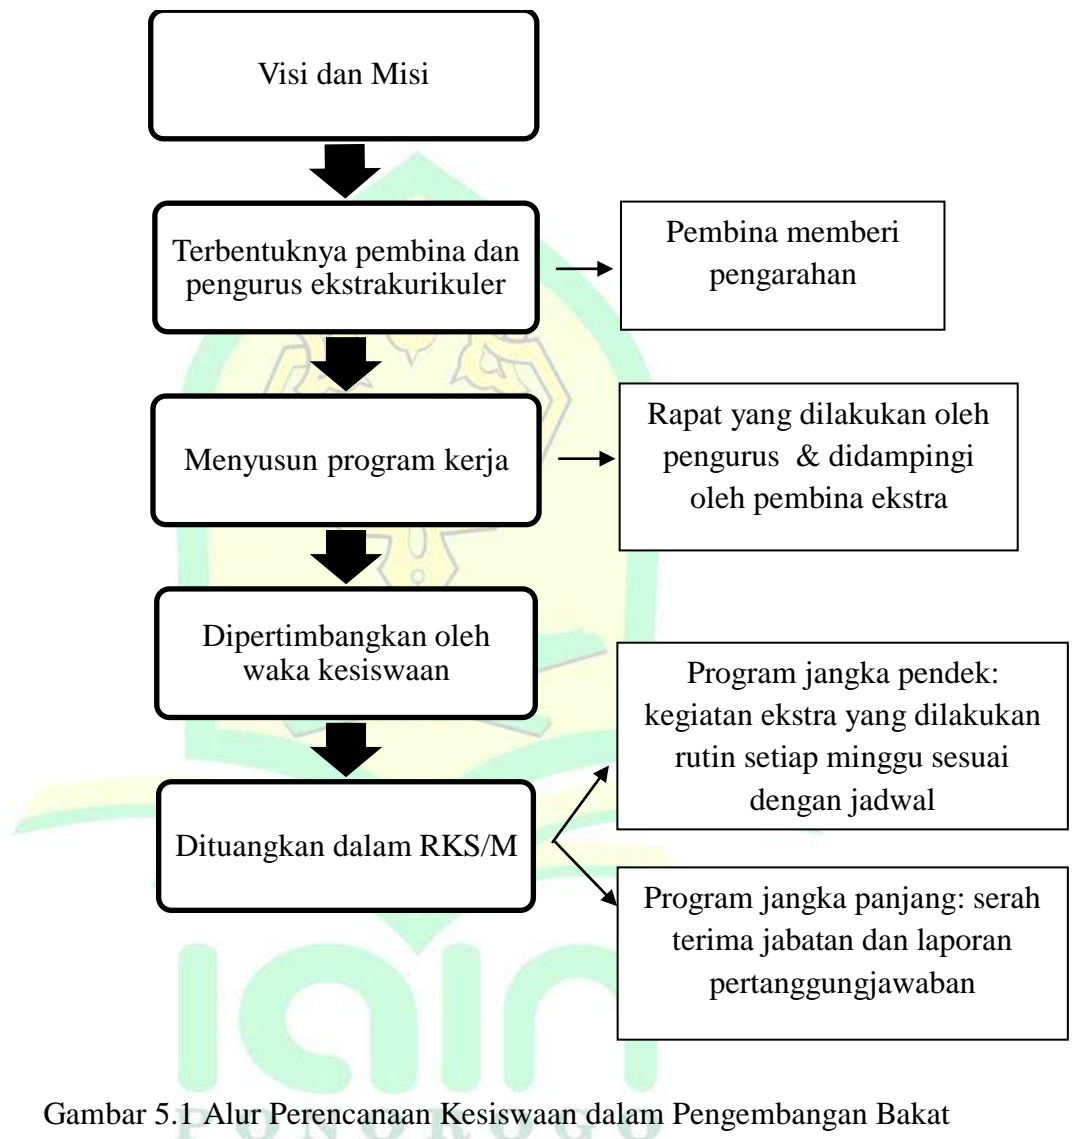 Visi dan Misi
Terbentuknya pembina dan
pengurus ekstrakurikuler
Pembina memberi
pengarahan
Menyusun program kerja
Rapat yang dilakukan oleh
pengurus & didampingi
oleh pembina ekstra
Dipertimbangkan oleh
waka kesiswaan
Dituangkan dalam RKS/M
Program jangka pendek:
kegiatan ekstra yang dilakukan
rutin setiap minggu sesuai
dengan jadwal
Program jangka panjang: serah
terima jabatan dan laporan
pertanggungjawaban
iain
PONOROGO
Gambar 5.1 Alur Perencanaan Kesiswaan dalam Pengembangan Bakat